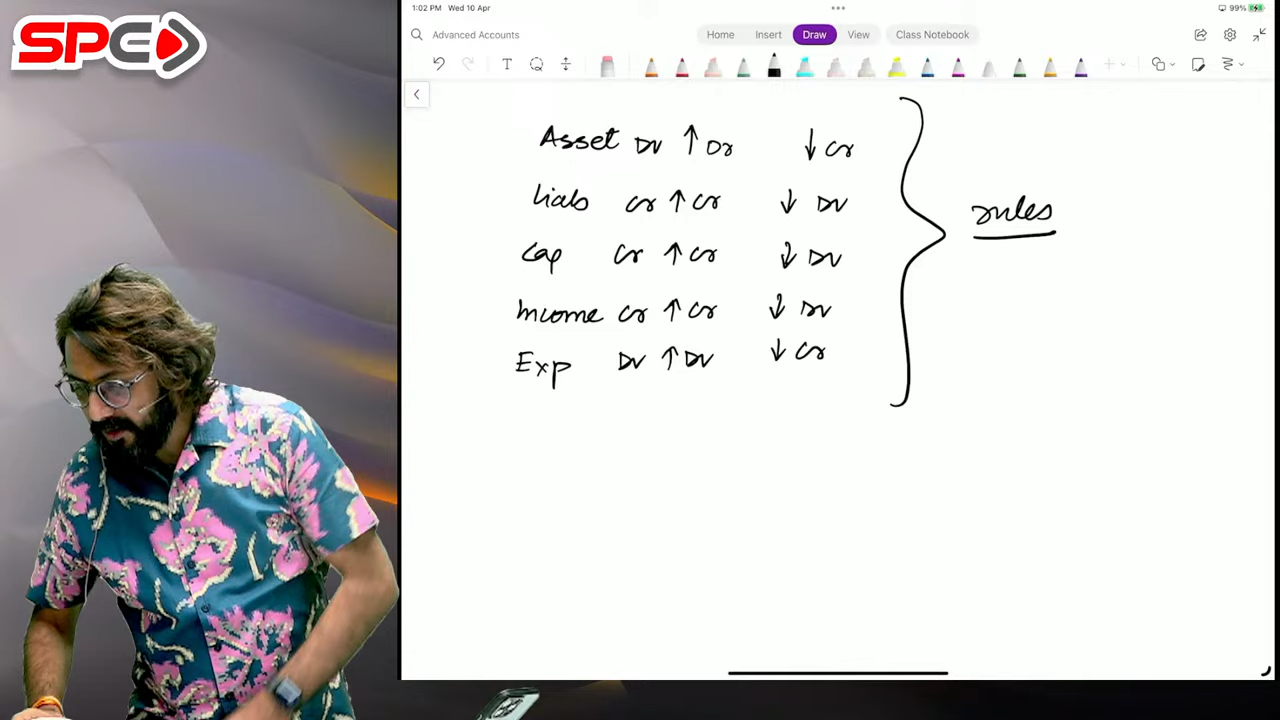 SPC
1:02 PM Wed 10 Apr
99%
Advanced Accounts
Home Insert Draw View Class Notebook
Asset Dr ↑ Dr ↓ Cr
Liab Cr ↑ Cr ↓ Dr
Cap Cr ↑ Cr ↓ Dr
rules
Income Cr ↑ Cr ↓ Dr
Exp Dr ↑ Dr ↓ Cr